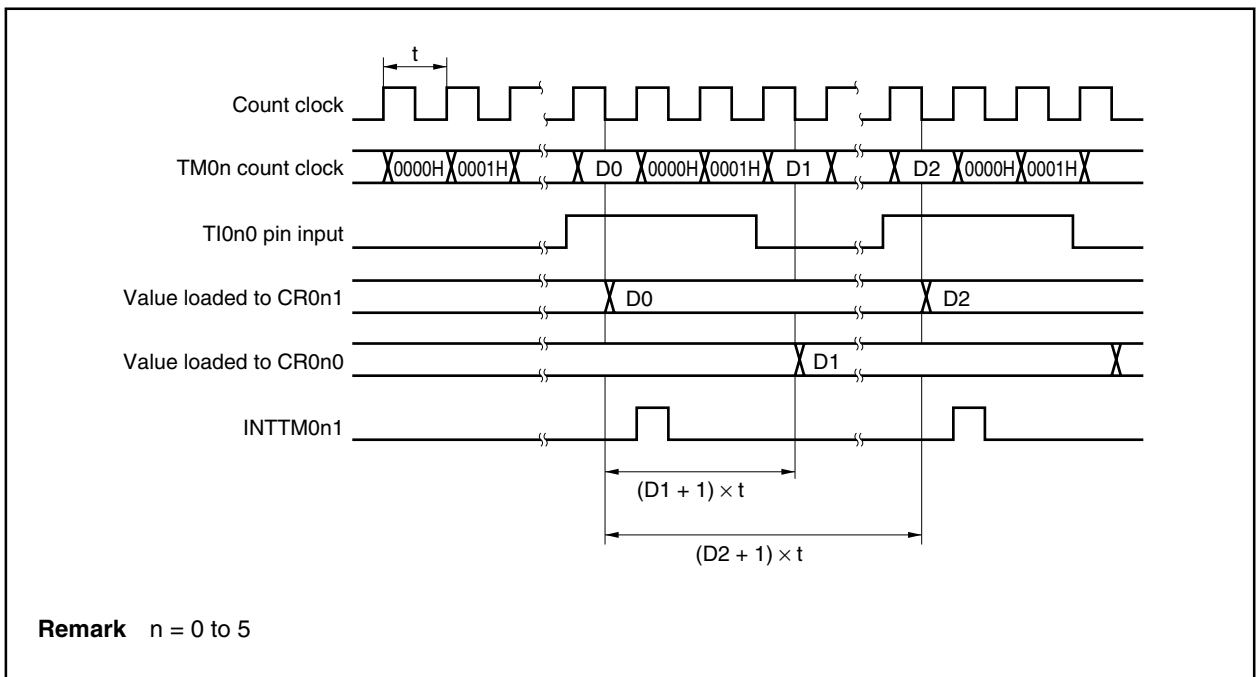 t
Count clock
TM0n count clock 0000H 0001H D0 0000H 0001H D1 D2 0000H 0001H
TI0n0 pin input
Value loaded to CR0n1 D0 D2
Value loaded to CR0n0 D1
INTTM0n1
(D1 + 1) × t
(D2 + 1) × t
Remark n = 0 to 5